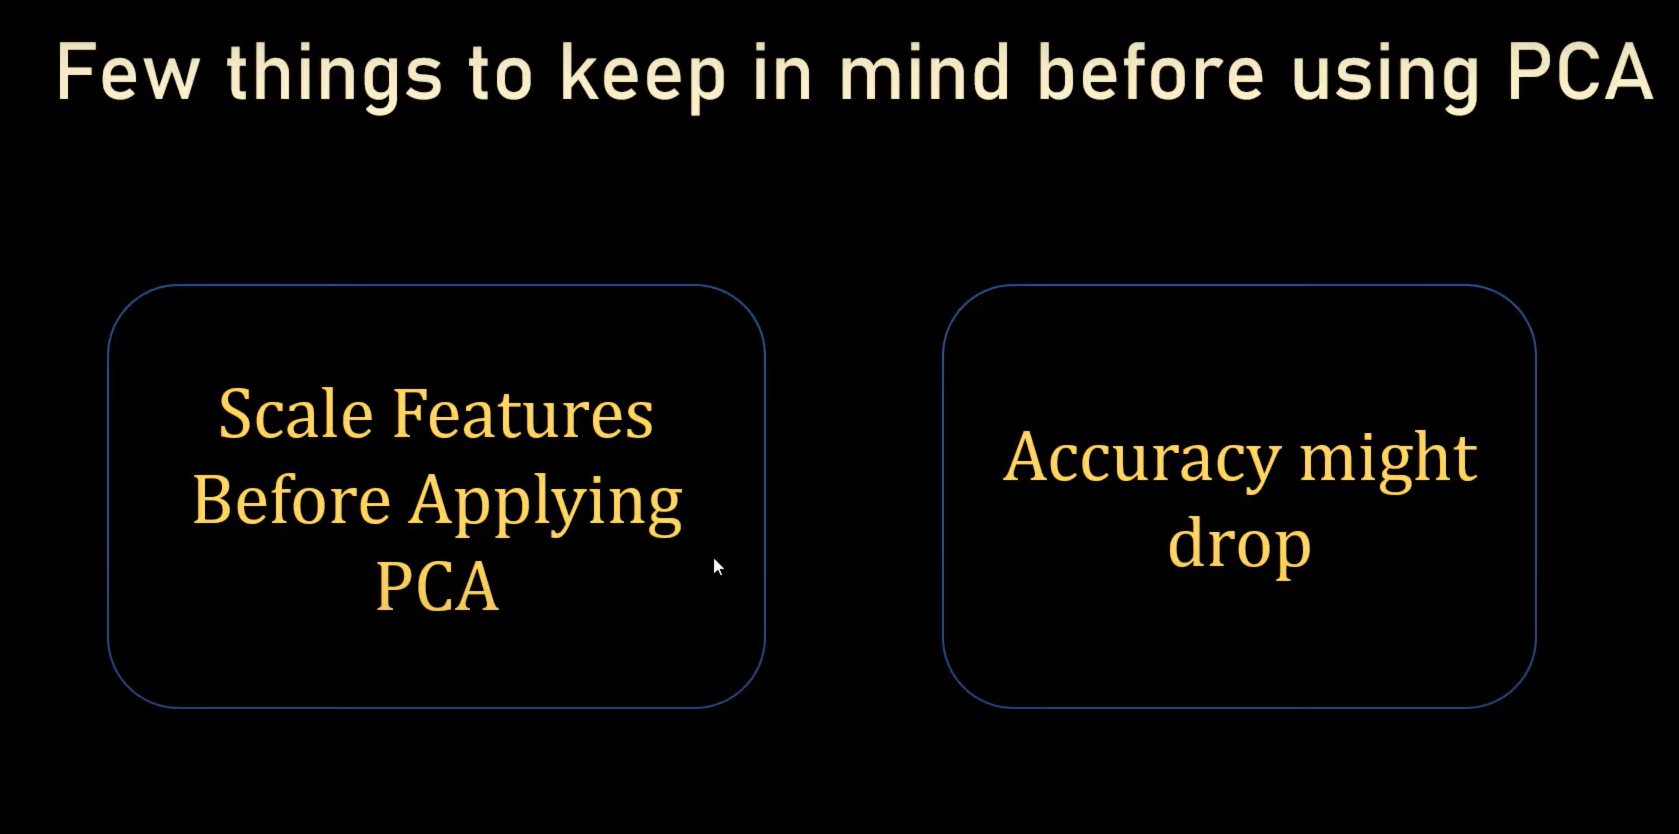 Few things to keep in mind before using PCA
Scale Features
Before Applying
PCA
Accuracy might
drop